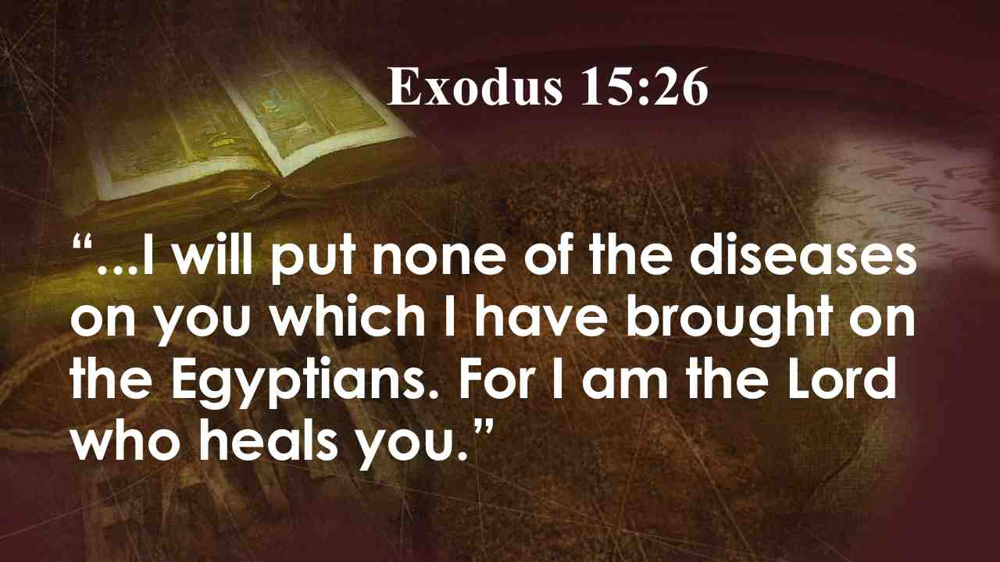 Exodus 15:26
“...I will put none of the diseases
on you which I have brought on
the Egyptians. For I am the Lord
who heals you.”